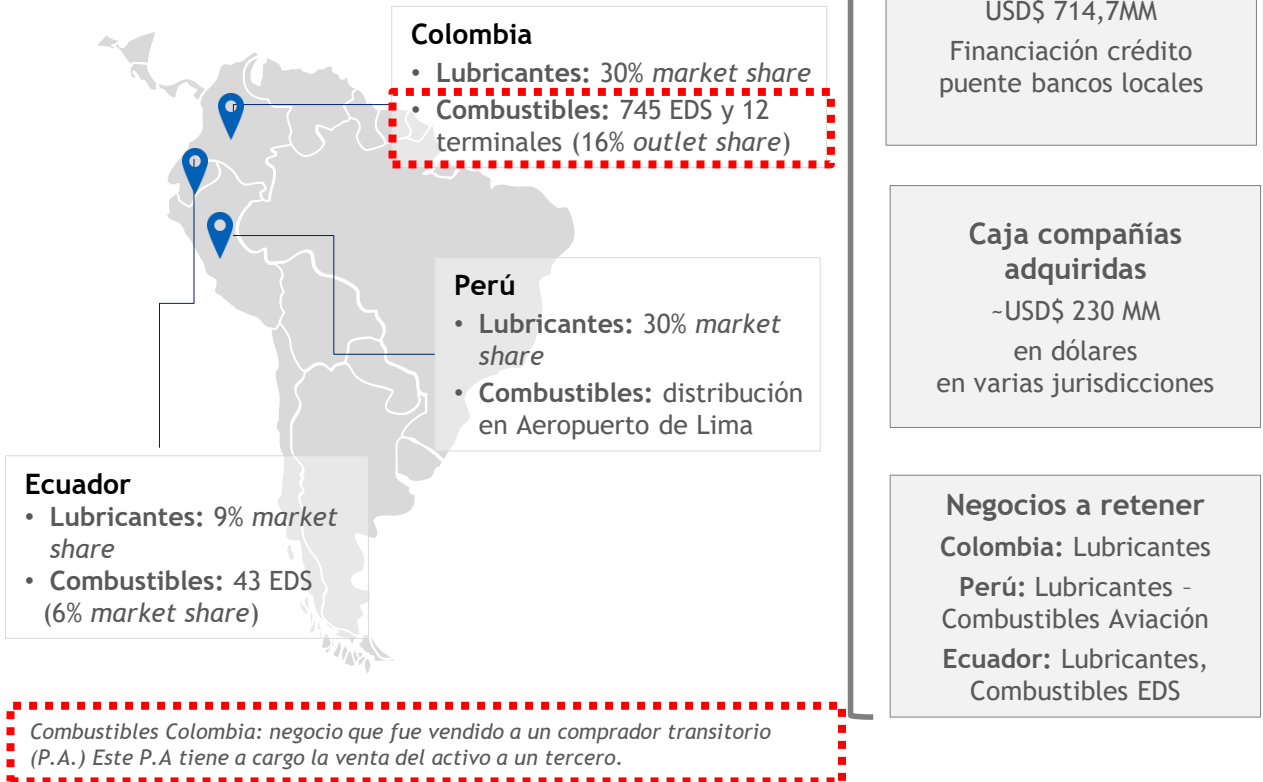 Colombia
• Lubricantes: 30% market share
• Combustibles: 745 EDS y 12
terminales (16% outlet share)
Perú
• Lubricantes: 30% market
share
• Combustibles: distribución
en Aeropuerto de Lima
Ecuador
• Lubricantes: 9% market
share
• Combustibles: 43 EDS
(6% market share)
Combustibles Colombia: negocio que fue vendido a un comprador transitorio
(P.A.) Este P.A tiene a cargo la venta del activo a un tercero.
USD$ 714,7MM
Financiación crédito
puente bancos locales
Caja compañías
adquiridas
~USD$ 230 MM
en dólares
en varias jurisdicciones
Negocios a retener
Colombia: Lubricantes
Perú: Lubricantes –
Combustibles Aviación
Ecuador: Lubricantes,
Combustibles EDS